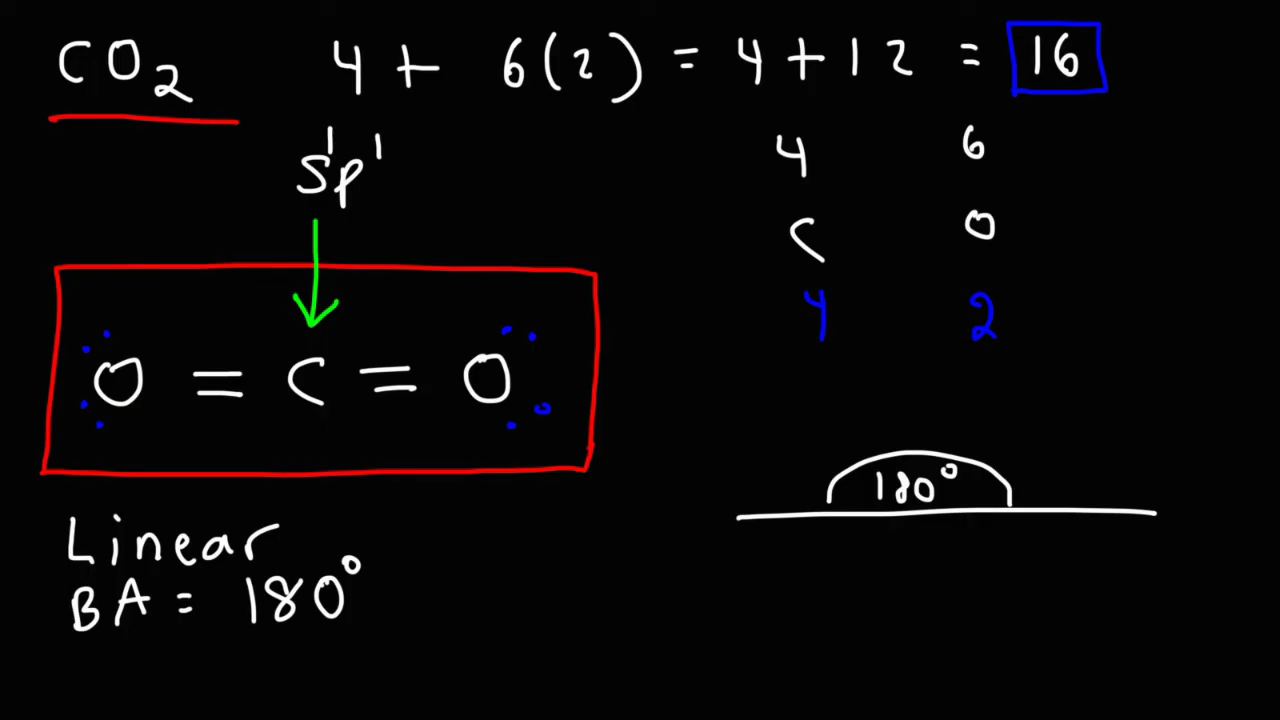 CO₂ 4 + 6(2) = 4 + 12 = 16
S¹p¹
4 6
C O
4 2
O = C = O
180°
Linear
BA = 180°